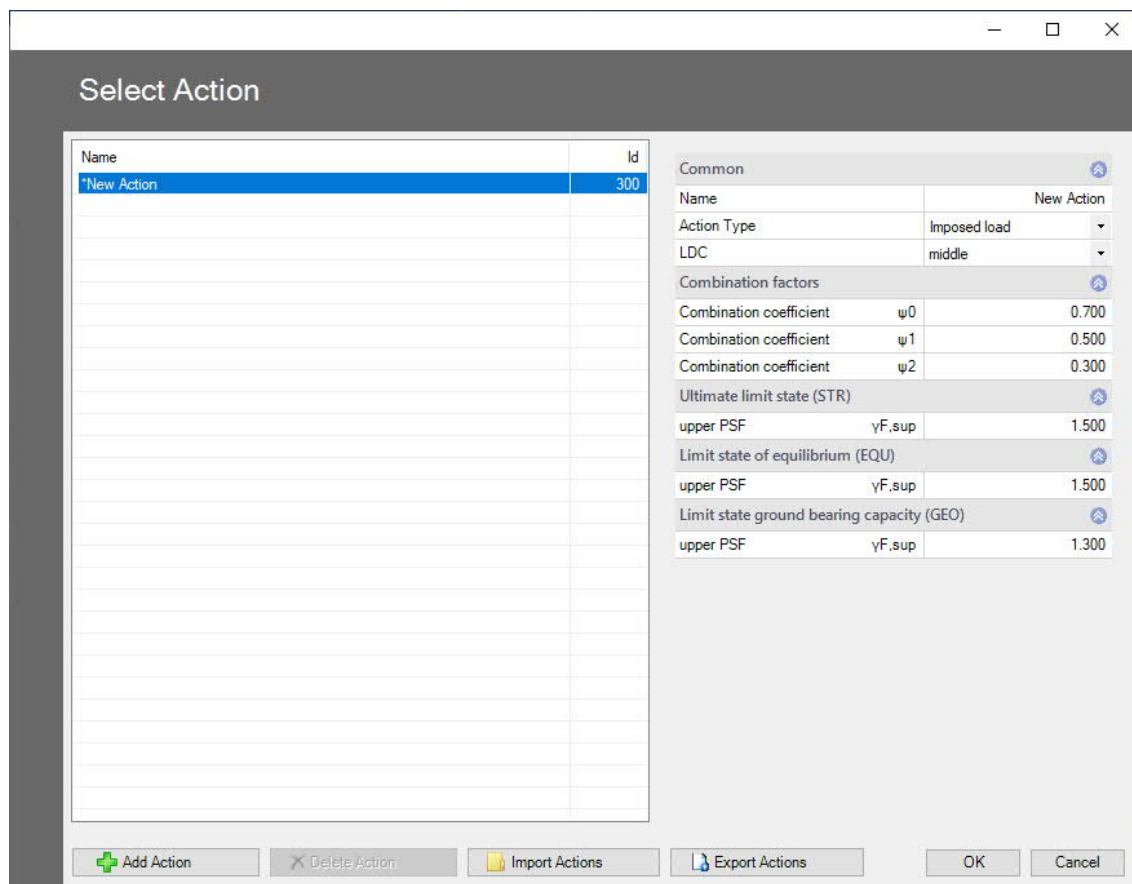 Select Action
Name Id
*New Action 300
Common
Name New Action
Action Type Imposed load
LDC middle
Combination factors
Combination coefficient ψ0 0.700
Combination coefficient ψ1 0.500
Combination coefficient ψ2 0.300
Ultimate limit state (STR)
upper PSF γF,sup 1.500
Limit state of equilibrium (EQU)
upper PSF γF,sup 1.500
Limit state ground bearing capacity (GEO)
upper PSF γF,sup 1.300
Add Action Delete Action Import Actions Export Actions OK Cancel